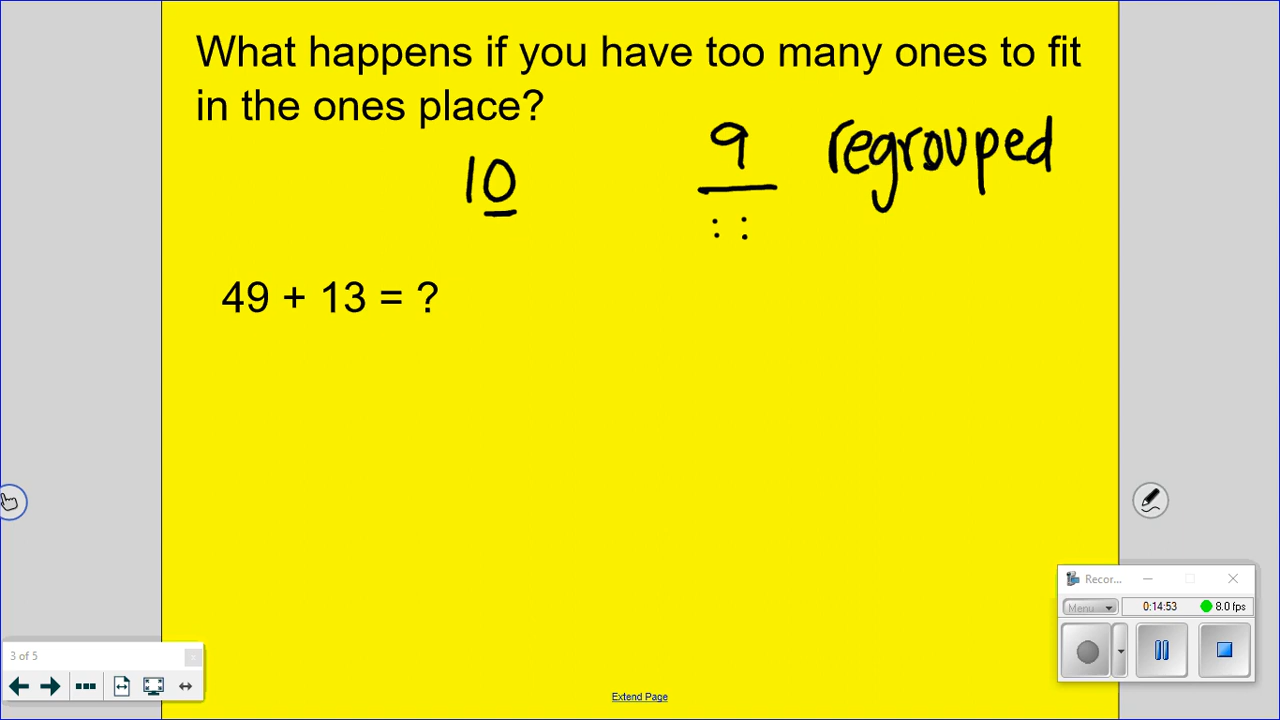 What happens if you have too many ones to fit
in the ones place?
10
9
regrouped
49 + 13 = ?
Recor...
Menu
0:14:53
8.0 fps
3 of 5
Extend Page